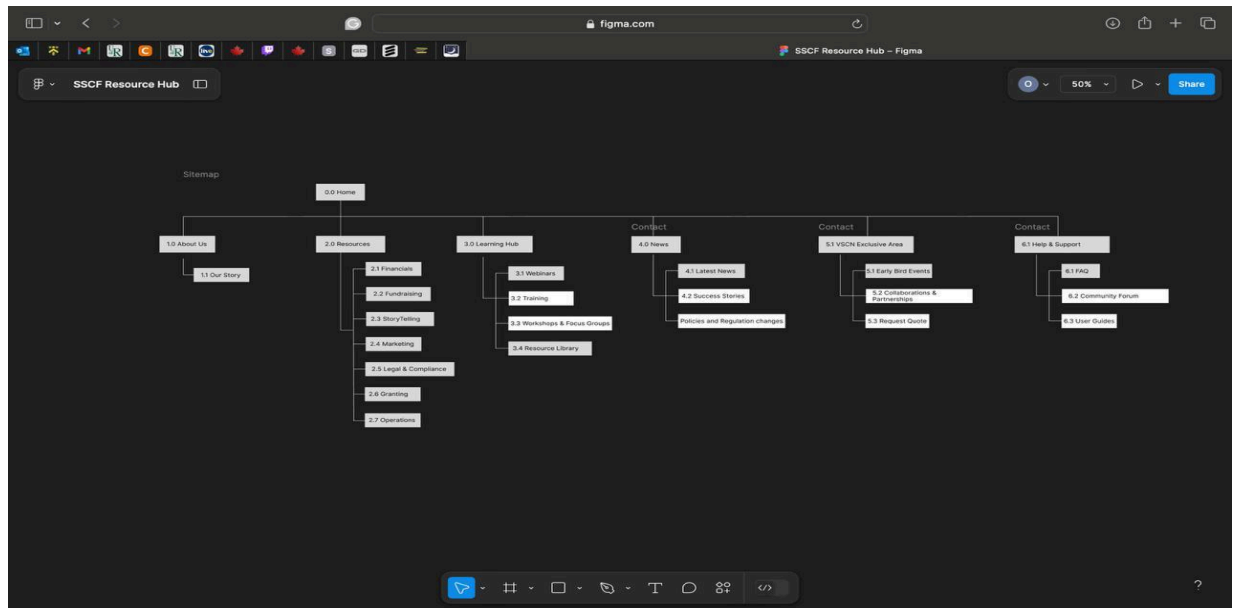 figma.com
SSCF Resource Hub – Figma
SSCF Resource Hub
O
50%
Share
Sitemap
0.0 Home
Contact
Contact
Contact
1.0 About Us
2.0 Resources
3.0 Learning Hub
4.0 News
5.1 VSCN Exclusive Area
6.1 Help & Support
1.1 Our Story
2.1 Financials
2.2 Fundraising
2.3 StoryTelling
2.4 Marketing
2.5 Legal & Compliance
2.6 Granting
2.7 Operations
3.1 Webinars
3.2 Training
3.3 Workshops & Focus Groups
3.4 Resource Library
4.1 Latest News
4.2 Success Stories
Policies and Regulation changes
5.1 Early Bird Events
5.2 Collaborations &
Partnerships
5.3 Request Quote
6.1 FAQ
6.2 Community Forum
6.3 User Guides